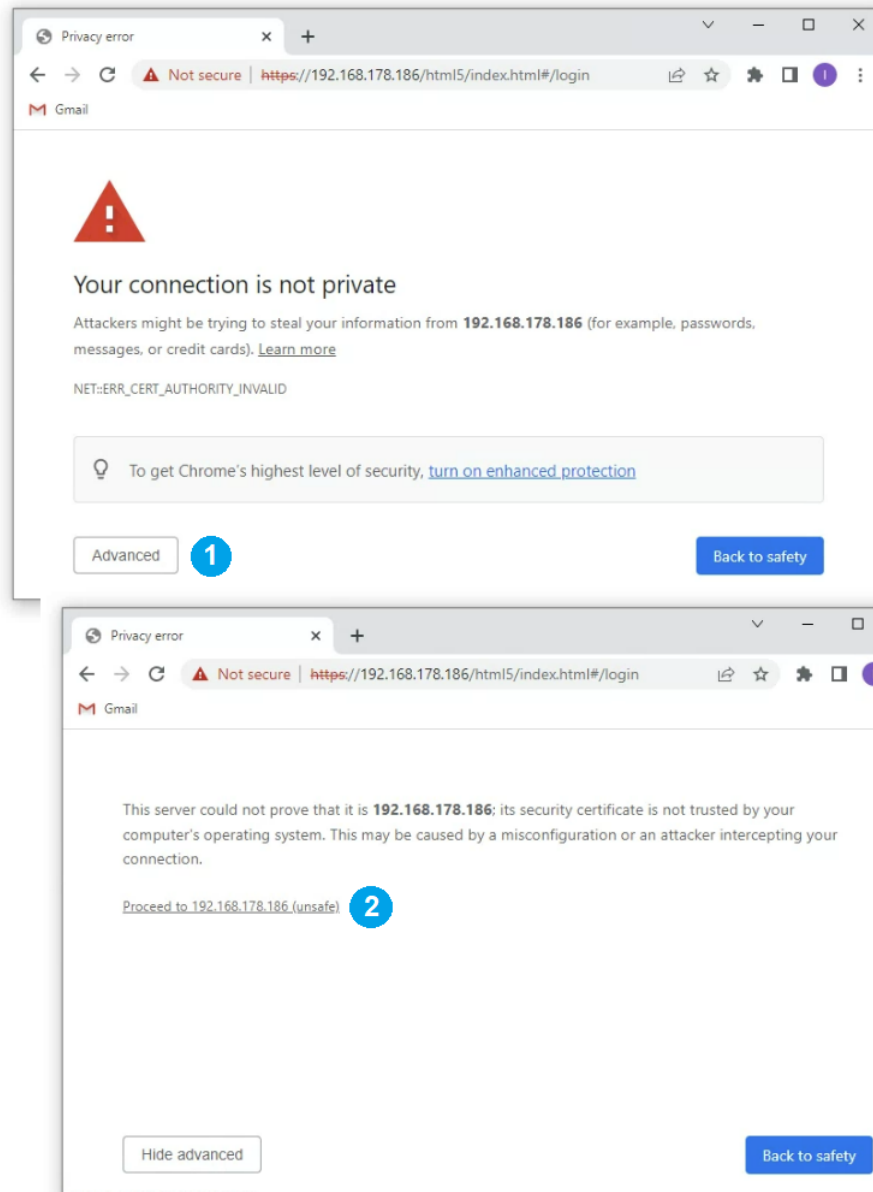 Privacy error
Not secure | https://192.168.178.186/html5/index.html#/login
Gmail
Your connection is not private
Attackers might be trying to steal your information from 192.168.178.186 (for example, passwords,
messages, or credit cards). Learn more
NET::ERR_CERT_AUTHORITY_INVALID
To get Chrome's highest level of security, turn on enhanced protection
Advanced 1 Back to safety
Privacy error
Not secure | https://192.168.178.186/html5/index.html#/login
Gmail
This server could not prove that it is 192.168.178.186; its security certificate is not trusted by your
computer's operating system. This may be caused by a misconfiguration or an attacker intercepting your
connection.
Proceed to 192.168.178.186 (unsafe) 2
Hide advanced Back to safety